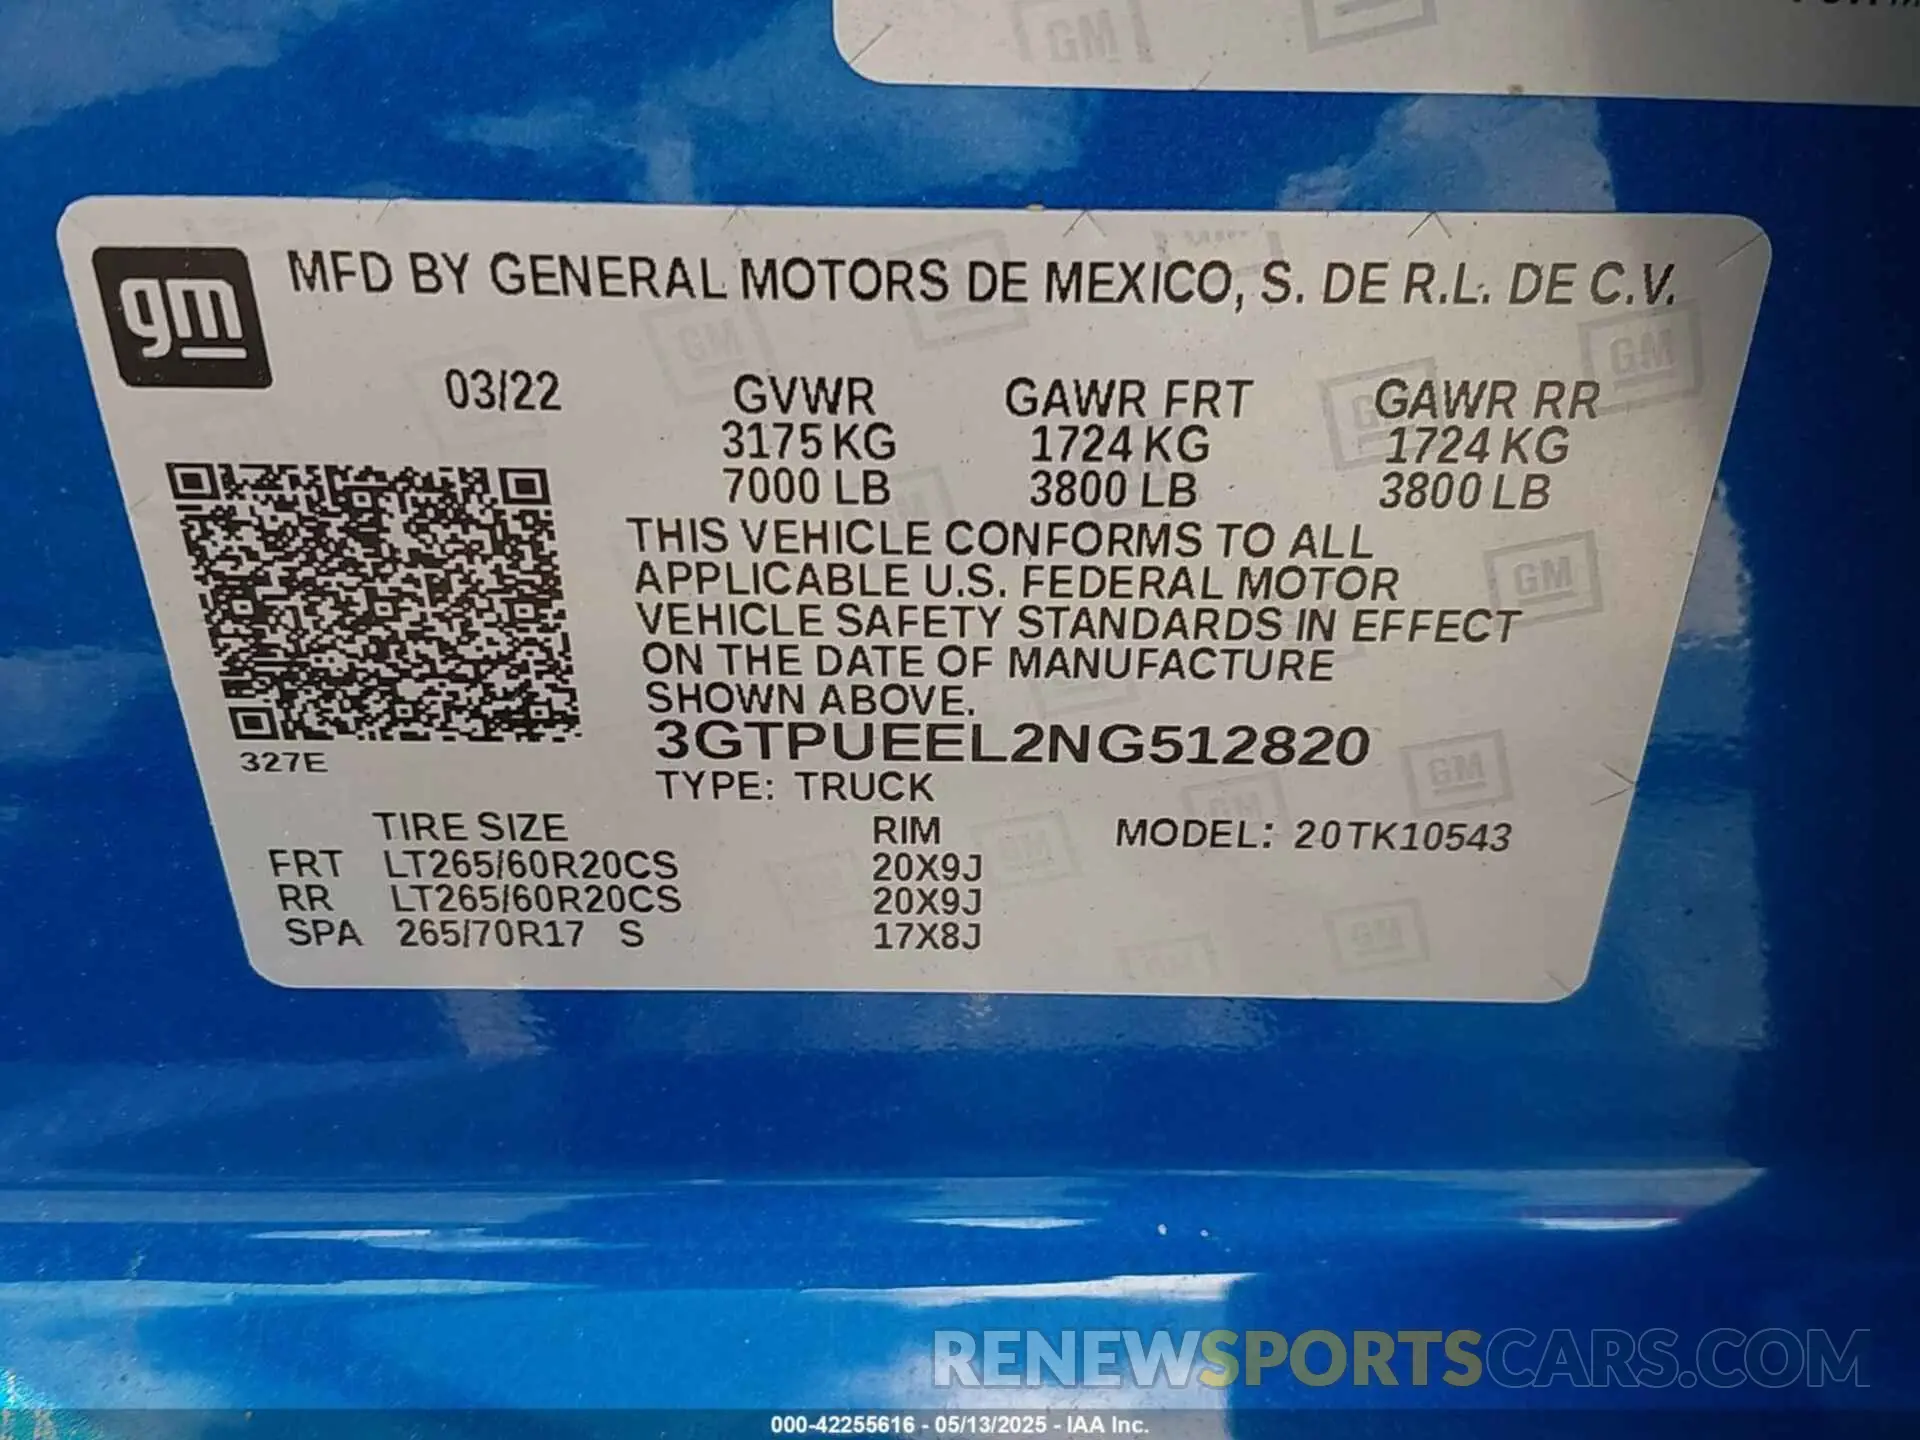 gm
MFD BY GENERAL MOTORS DE MEXICO, S. DE R.L. DE C.V.
03/22 GVWR GAWR FRT GAWR RR
3175 KG 1724 KG 1724 KG
7000 LB 3800 LB 3800 LB
THIS VEHICLE CONFORMS TO ALL
APPLICABLE U.S. FEDERAL MOTOR
VEHICLE SAFETY STANDARDS IN EFFECT
ON THE DATE OF MANUFACTURE
SHOWN ABOVE.
3GTPUEEL2NG512820
327E
TYPE: TRUCK
TIRE SIZE RIM MODEL: 20TK10543
FRT LT265/60R20CS 20X9J
RR LT265/60R20CS 20X9J
SPA 265/70R17 S 17X8J
RENEWSPORTSCARS.COM
000-42255616 - 05/13/2025 - IAA Inc.